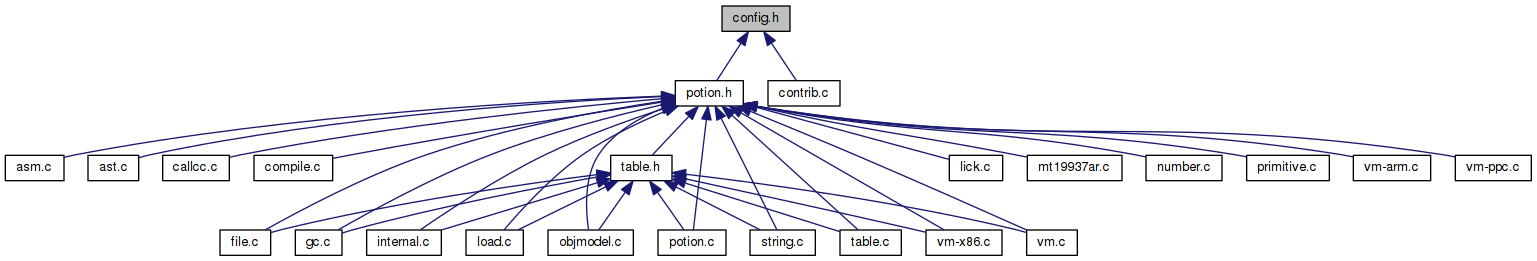 config.h
potion.h
contrib.c
asm.c
ast.c
callcc.c
compile.c
table.h
lick.c
mt19937ar.c
number.c
primitive.c
vm-arm.c
vm-ppc.c
file.c
gc.c
internal.c
load.c
objmodel.c
potion.c
string.c
table.c
vm-x86.c
vm.c